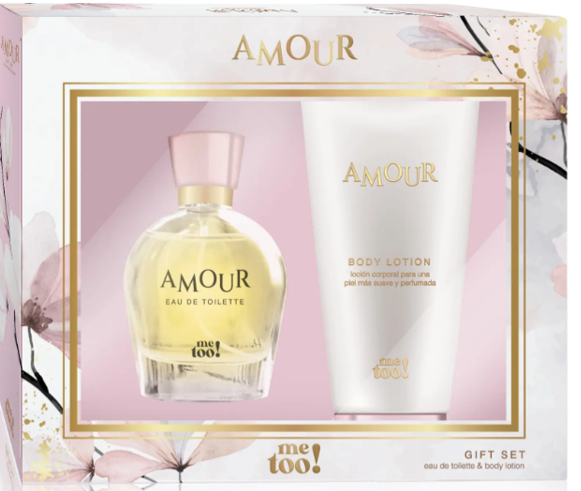 AMOUR
AMOUR
EAU DE TOILETTE
me
too!
AMOUR
BODY LOTION
loción corporal para una
piel más suave y perfumada
me
too!
me
too!
GIFT SET
eau de toilette & body lotion